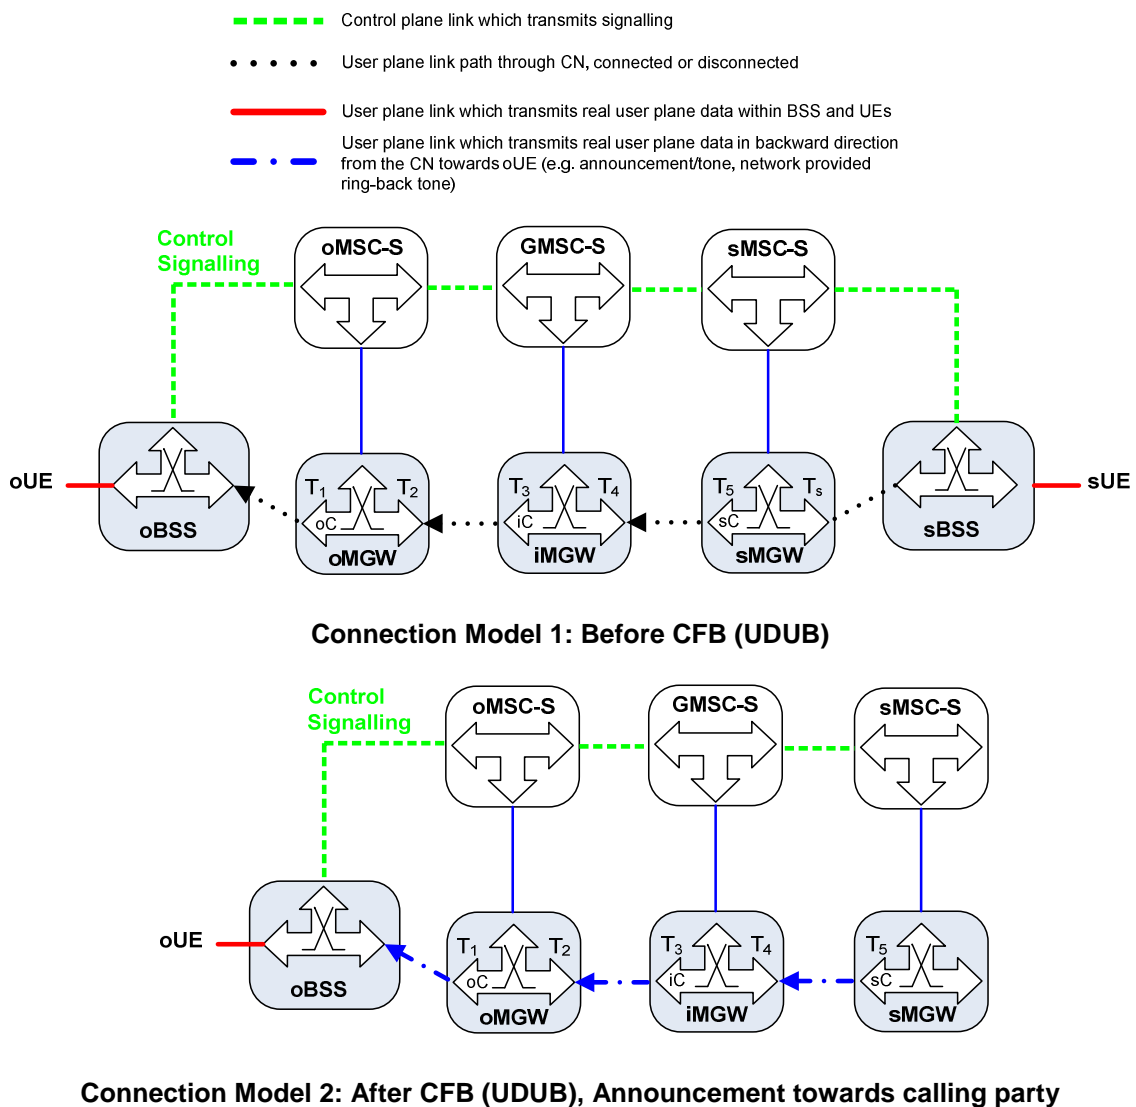 Control plane link which transmits signalling
User plane link path through CN, connected or disconnected
User plane link which transmits real user plane data within BSS and UEs
User plane link which transmits real user plane data in backward direction
from the CN towards oUE (e.g. announcement/tone, network provided
ring-back tone)
Control
Signalling
oMSC-S
GMSC-S
sMSC-S
oUE
oBSS
T1
T2
oC
oMGW
T3
T4
iC
iMGW
T5
Ts
sC
sMGW
sBSS
sUE
Connection Model 1: Before CFB (UDUB)
Control
Signalling
oMSC-S
GMSC-S
sMSC-S
oUE
oBSS
T1
T2
oC
oMGW
T3
T4
iC
iMGW
T5
sC
sMGW
Connection Model 2: After CFB (UDUB), Announcement towards calling party